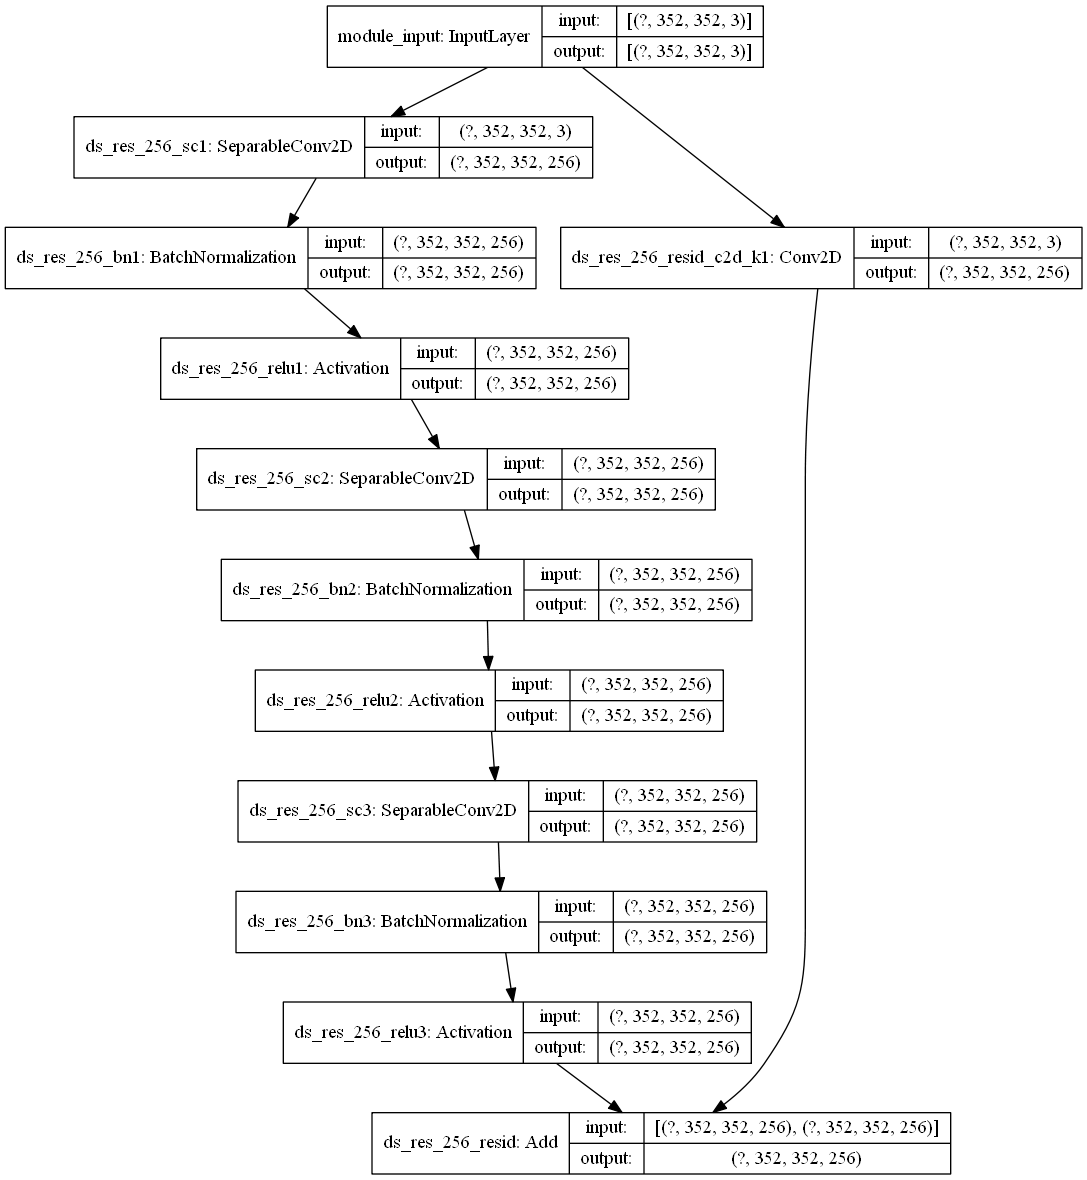 module_input: InputLayer
input:
[(?, 352, 352, 3)]
output:
[(?, 352, 352, 3)]
ds_res_256_sc1: SeparableConv2D
input:
(?, 352, 352, 3)
output:
(?, 352, 352, 256)
ds_res_256_bn1: BatchNormalization
input:
(?, 352, 352, 256)
output:
(?, 352, 352, 256)
ds_res_256_resid_c2d_k1: Conv2D
input:
(?, 352, 352, 3)
output:
(?, 352, 352, 256)
ds_res_256_relu1: Activation
input:
(?, 352, 352, 256)
output:
(?, 352, 352, 256)
ds_res_256_sc2: SeparableConv2D
input:
(?, 352, 352, 256)
output:
(?, 352, 352, 256)
ds_res_256_bn2: BatchNormalization
input:
(?, 352, 352, 256)
output:
(?, 352, 352, 256)
ds_res_256_relu2: Activation
input:
(?, 352, 352, 256)
output:
(?, 352, 352, 256)
ds_res_256_sc3: SeparableConv2D
input:
(?, 352, 352, 256)
output:
(?, 352, 352, 256)
ds_res_256_bn3: BatchNormalization
input:
(?, 352, 352, 256)
output:
(?, 352, 352, 256)
ds_res_256_relu3: Activation
input:
(?, 352, 352, 256)
output:
(?, 352, 352, 256)
ds_res_256_resid: Add
input:
[(?, 352, 352, 256), (?, 352, 352, 256)]
output:
(?, 352, 352, 256)